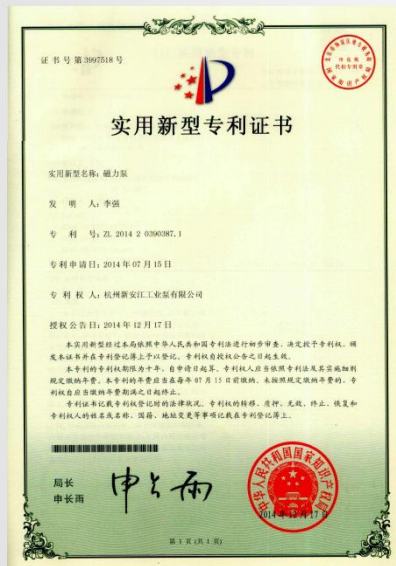 证书号第3997518号
实用新型专利证书
实用新型名称：磁力泵
发明人：李强
专利号：ZL 2014 2 0390387.1
专利申请日：2014年07月15日
专利权人：杭州新安江工业泵有限公司
授权公告日：2014年12月17日
本实用新型经过本局依照中华人民共和国专利法进行初步审查，决定授予专利权，颁
发本证书并在专利登记簿上予以登记。专利权自授权公告之日起生效。
本专利的专利权期限为十年，自申请日起算。专利权人应当依照专利法及其实施细则
规定缴纳年费。本专利的年费应当在每年07月15日前缴纳。未按照规定缴纳年费的，专
利权自应当缴纳年费期满之日起终止。
专利证书记载专利权登记时的法律状况。专利权的转移、质押、无效、终止、恢复和
专利权人的姓名或名称、国籍、地址变更等事项记载在专利登记簿上。
局长
申长雨
申长雨
中华人民共和国国家知识产权局
2014年12月17日
第1页（共1页）